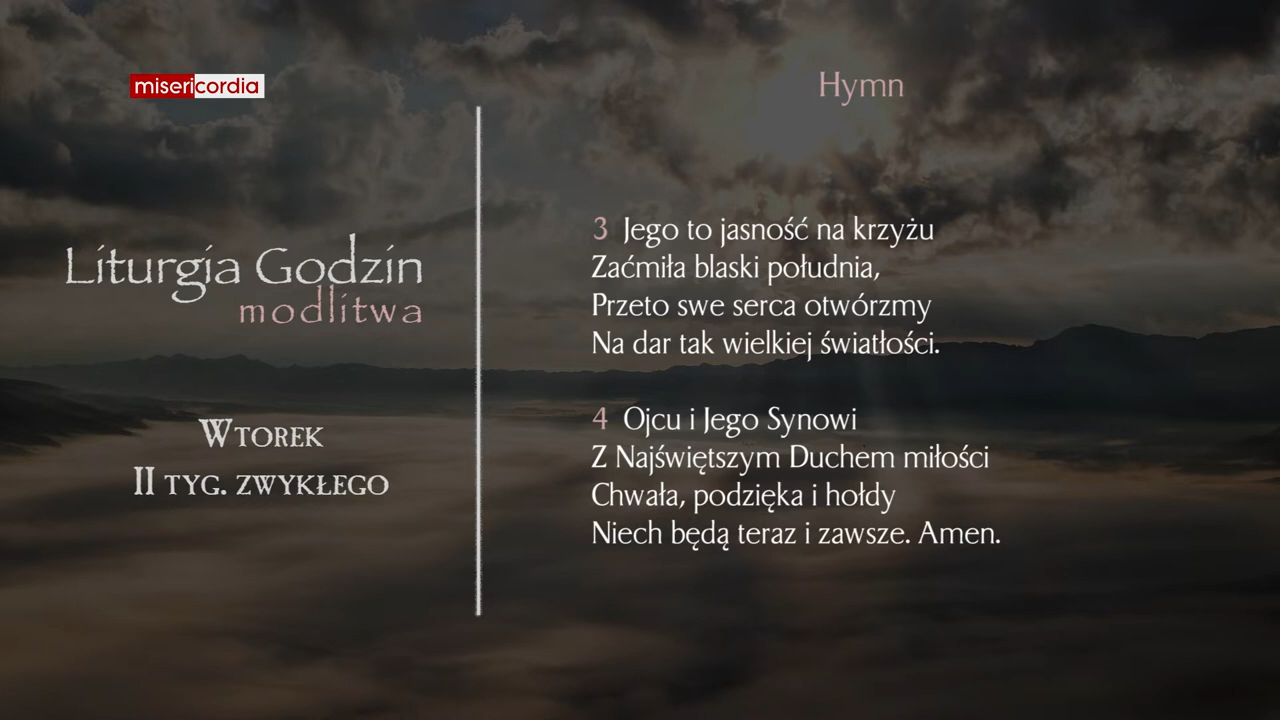 misericordia
Liturgia Godzin
modlitwa
Wtorek
II tyg. zwykłego
Hymn
3 Jego to jasność na krzyżu
Zaćmiła blaski południa,
Przeto swe serca otwórzmy
Na dar tak wielkiej światłości.
4 Ojcu i Jego Synowi
Z Najświętszym Duchem miłości
Chwała, podzięka i hołdy
Niech będą teraz i zawsze. Amen.